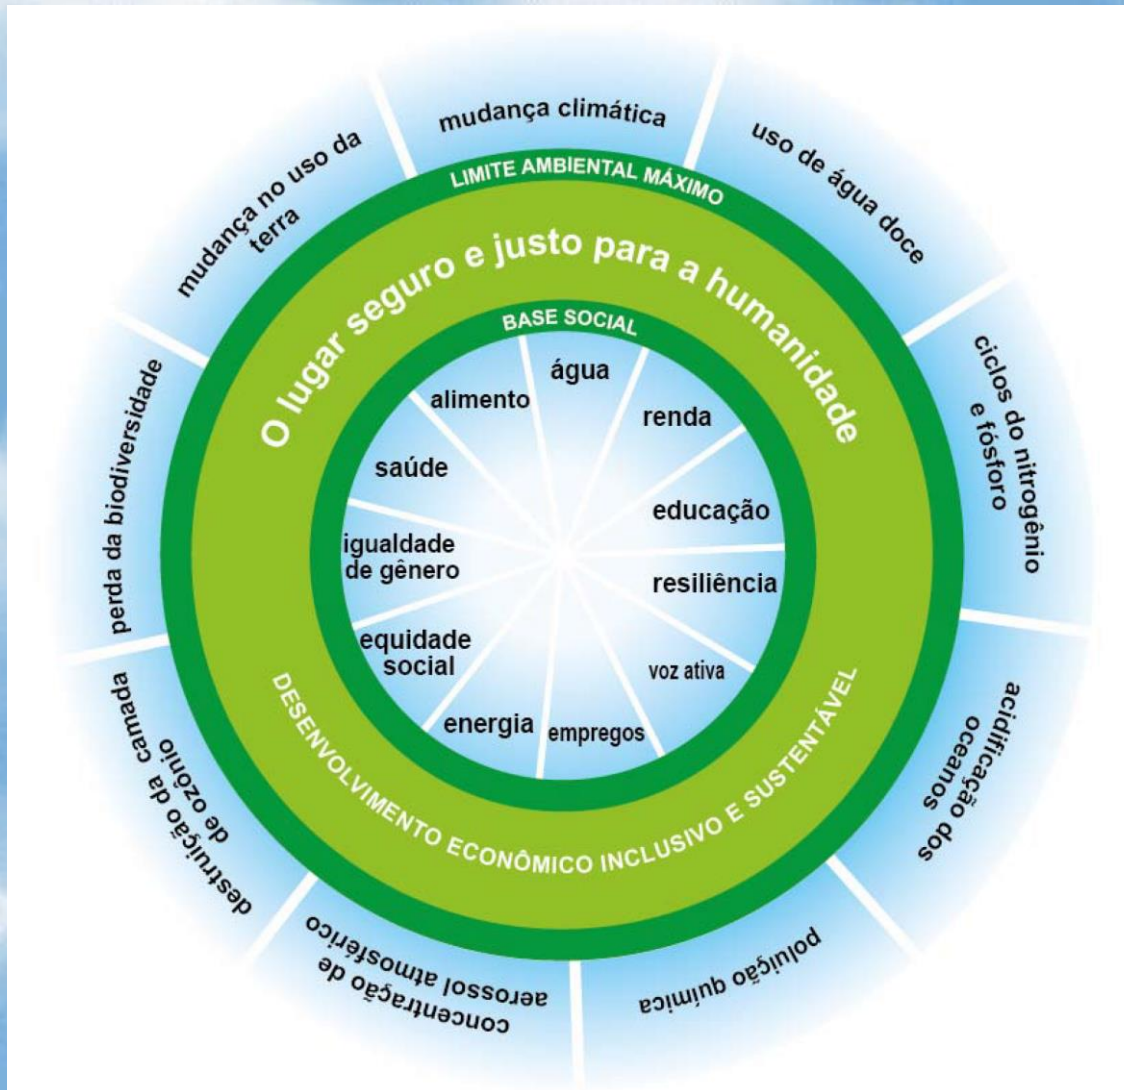 mudança climática
uso de água doce
ciclos do nitrogênio
e fósforo
acidificação dos
oceanos
poluição química
concentração de
aerossol atmosférico
destruição da camada
de ozônio
perda da biodiversidade
mudança no uso da
terra
LIMITE AMBIENTAL MÁXIMO
O lugar seguro e justo para a humanidade
BASE SOCIAL
água
renda
educação
resiliência
voz ativa
empregos
energia
equidade
social
igualdade
de gênero
saúde
alimento
DESENVOLVIMENTO ECONÔMICO INCLUSIVO E SUSTENTÁVEL